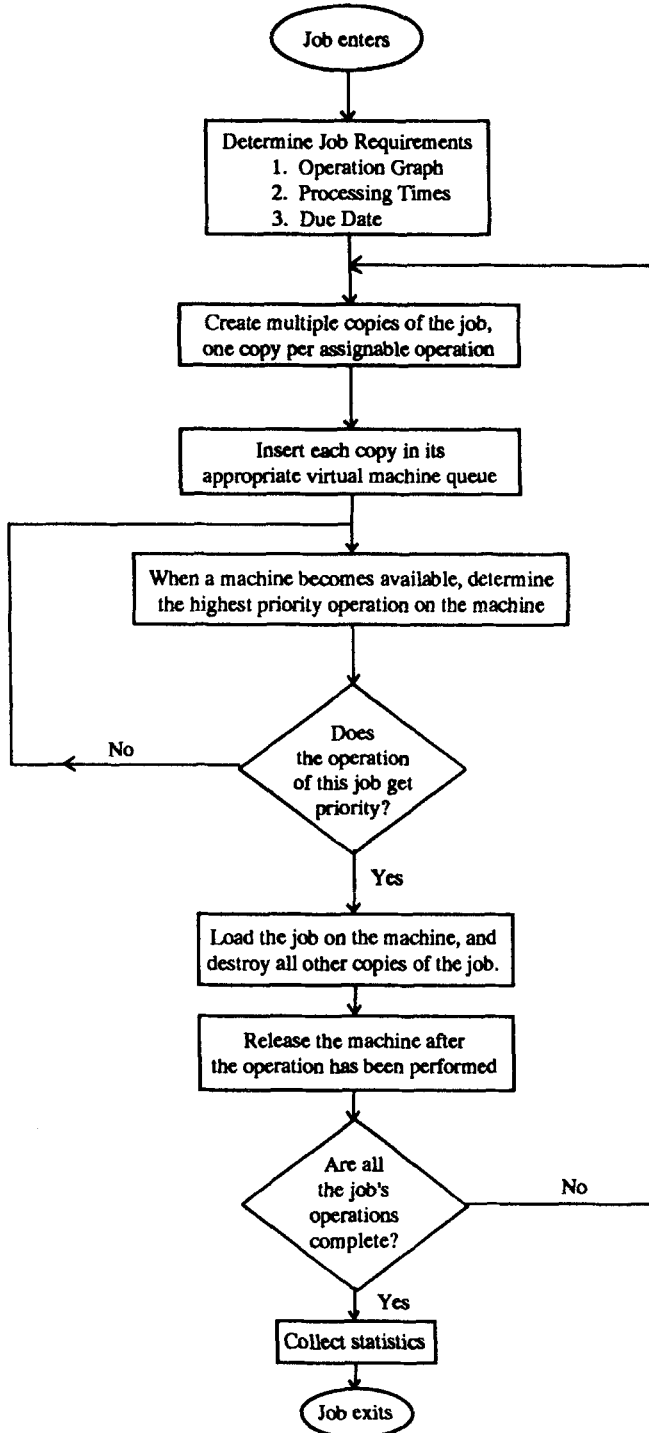 Job enters
Determine Job Requirements
1. Operation Graph
2. Processing Times
3. Due Date
Create multiple copies of the job,
one copy per assignable operation
Insert each copy in its
appropriate virtual machine queue
When a machine becomes available, determine
the highest priority operation on the machine
Does
the operation
of this job get
priority?
No
Yes
Load the job on the machine, and
destroy all other copies of the job.
Release the machine after
the operation has been performed
Are all
the job's
operations
complete?
No
Yes
Collect statistics
Job exits